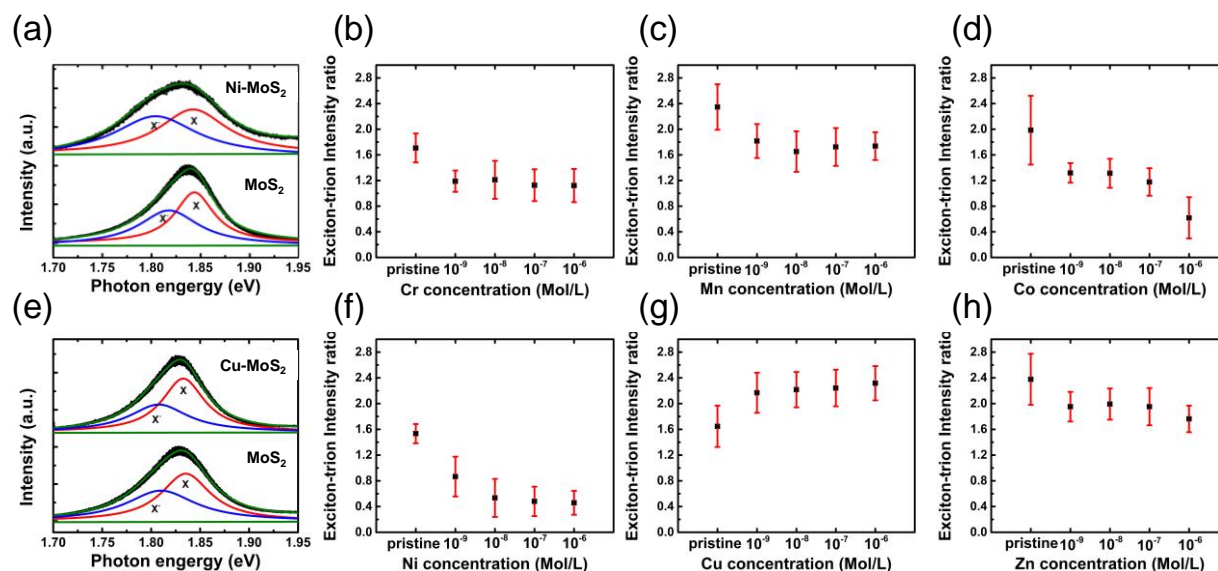 (a)
Intensity (a.u.)
Ni-MoS₂
X⁻ X
MoS₂
X⁻ X
1.70 1.75 1.80 1.85 1.90 1.95
Photon engergy (eV)
(b)
Exciton-trion Intensity ratio
2.8
2.4
2.0
1.6
1.2
0.8
0.4
0.0
pristine 10⁻⁹ 10⁻⁸ 10⁻⁷ 10⁻⁶
Cr concentration (Mol/L)
(c)
Exciton-trion Intensity ratio
2.8
2.4
2.0
1.6
1.2
0.8
0.4
0.0
pristine 10⁻⁹ 10⁻⁸ 10⁻⁷ 10⁻⁶
Mn concentration (Mol/L)
(d)
Exciton-trion Intensity ratio
2.8
2.4
2.0
1.6
1.2
0.8
0.4
0.0
pristine 10⁻⁹ 10⁻⁸ 10⁻⁷ 10⁻⁶
Co concentration (Mol/L)
(e)
Intensity (a.u.)
Cu-MoS₂
X
X⁻
MoS₂
X
X⁻
1.70 1.75 1.80 1.85 1.90 1.95
Photon engergy (eV)
(f)
Exciton-trion Intensity ratio
2.8
2.4
2.0
1.6
1.2
0.8
0.4
0.0
pristine 10⁻⁹ 10⁻⁸ 10⁻⁷ 10⁻⁶
Ni concentration (Mol/L)
(g)
Exciton-trion Intensity ratio
2.8
2.4
2.0
1.6
1.2
0.8
0.4
0.0
pristine 10⁻⁹ 10⁻⁸ 10⁻⁷ 10⁻⁶
Cu concentration (Mol/L)
(h)
Exciton-trion Intensity ratio
2.8
2.4
2.0
1.6
1.2
0.8
0.4
0.0
pristine 10⁻⁹ 10⁻⁸ 10⁻⁷ 10⁻⁶
Zn concentration (Mol/L)